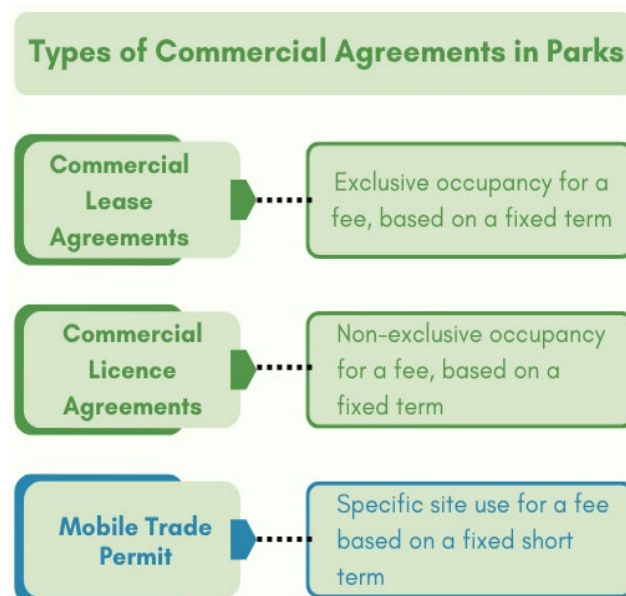 Types of Commercial Agreements in Parks
Commercial
Lease
Agreements
Exclusive occupancy for a
fee, based on a fixed term
Commercial
Licence
Agreements
Non-exclusive occupancy
for a fee, based on a
fixed term
Mobile Trade
Permit
Specific site use for a fee
based on a fixed short
term